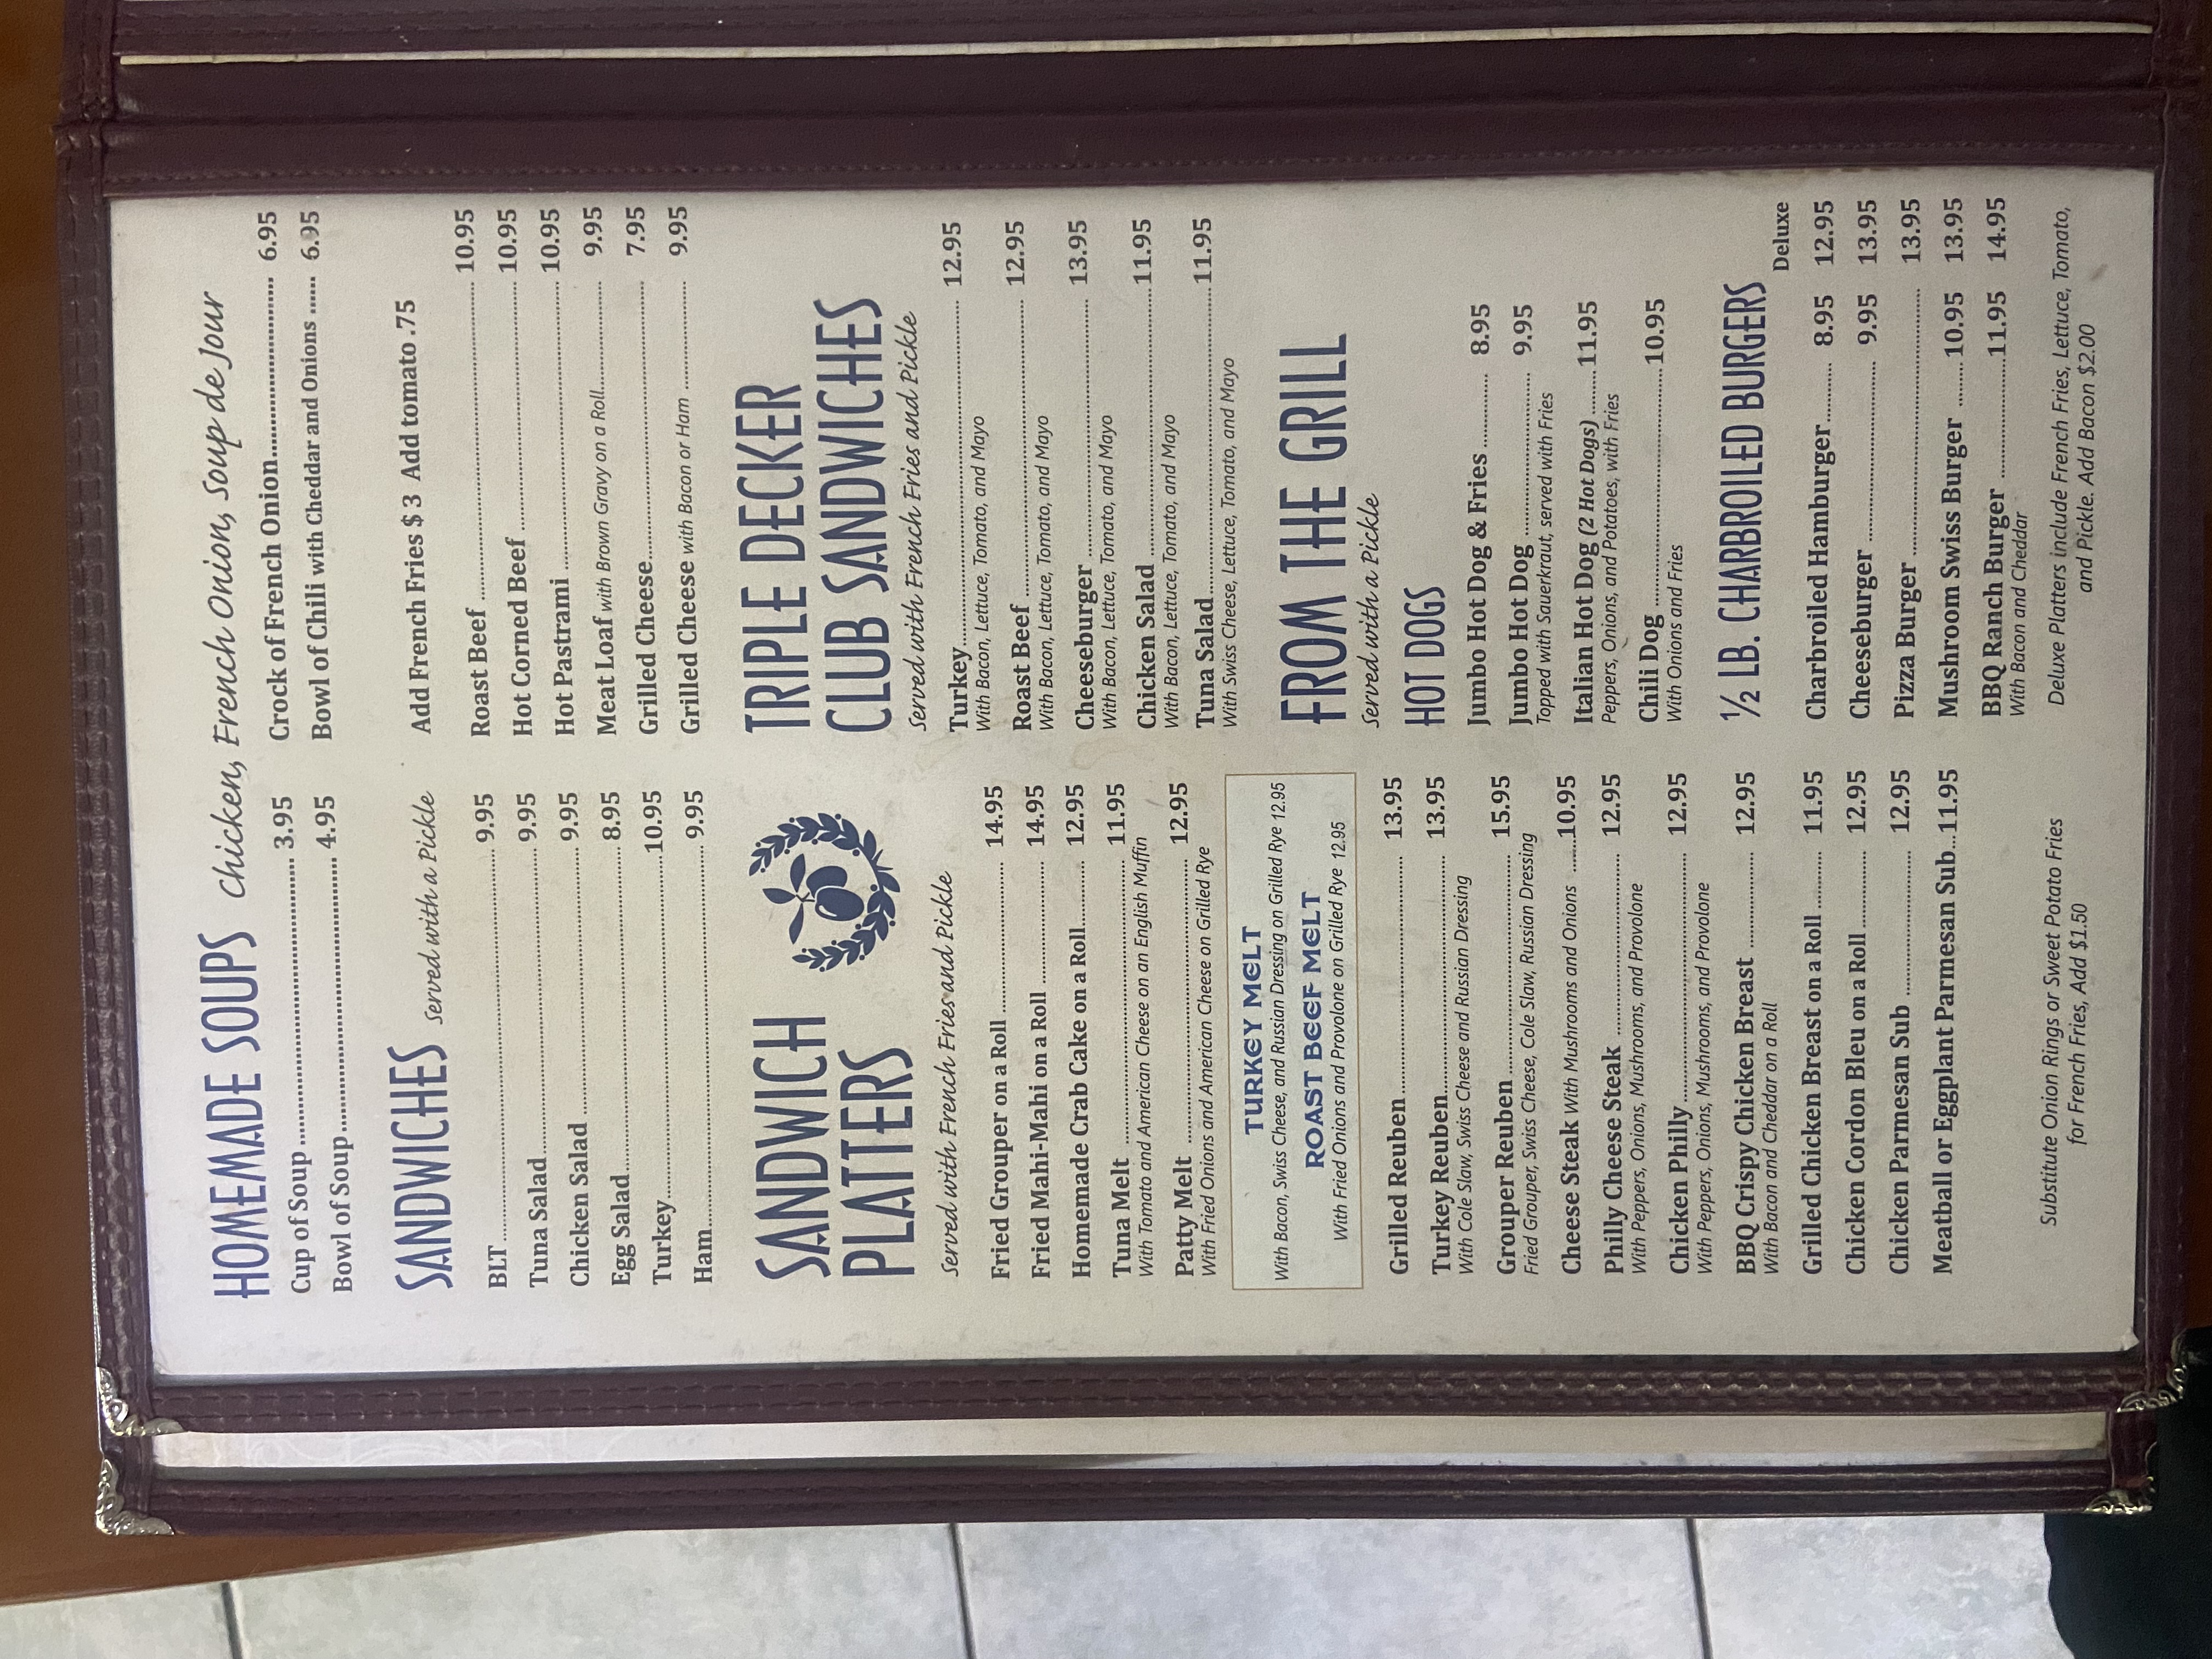 HOMEMADE SOUPS Chicken, French Onion, Soup de Jour
Cup of Soup 3.95
Bowl of Soup 4.95
Crock of French Onion 6.95
Bowl of Chili with Cheddar and Onions 6.95
SANDWICHES Served with a Pickle
Add French Fries $ 3 Add tomato .75
BLT 9.95
Tuna Salad 9.95
Chicken Salad 9.95
Egg Salad 8.95
Turkey 10.95
Ham 9.95
Roast Beef 10.95
Hot Corned Beef 10.95
Hot Pastrami 10.95
Meat Loaf with Brown Gravy on a Roll 9.95
Grilled Cheese 7.95
Grilled Cheese with Bacon or Ham 9.95
SANDWICH
PLATTERS
Served with French Fries and Pickle
Fried Grouper on a Roll 14.95
Fried Mahi-Mahi on a Roll 14.95
Homemade Crab Cake on a Roll 12.95
Tuna Melt 11.95
With Tomato and American Cheese on an English Muffin
Patty Melt 12.95
With Fried Onions and American Cheese on Grilled Rye
TURKEY MELT
With Bacon, Swiss Cheese, and Russian Dressing on Grilled Rye 12.95
ROAST BEEF MELT
With Fried Onions and Provolone on Grilled Rye 12.95
Grilled Reuben 13.95
Turkey Reuben 13.95
With Cole Slaw, Swiss Cheese and Russian Dressing
Grouper Reuben 15.95
Fried Grouper, Swiss Cheese, Cole Slaw, Russian Dressing
Cheese Steak With Mushrooms and Onions 10.95
Philly Cheese Steak 12.95
With Peppers, Onions, Mushrooms, and Provolone
Chicken Philly 12.95
With Peppers, Onions, Mushrooms, and Provolone
BBQ Crispy Chicken Breast 12.95
With Bacon and Cheddar on a Roll
Grilled Chicken Breast on a Roll 11.95
Chicken Cordon Bleu on a Roll 12.95
Chicken Parmesan Sub 12.95
Meatball or Eggplant Parmesan Sub 11.95
Substitute Onion Rings or Sweet Potato Fries
for French Fries, Add $1.50
TRIPLE DECKER
CLUB SANDWICHES
Served with French Fries and Pickle
Turkey 12.95
With Bacon, Lettuce, Tomato, and Mayo
Roast Beef 12.95
With Bacon, Lettuce, Tomato, and Mayo
Cheeseburger 13.95
With Bacon, Lettuce, Tomato, and Mayo
Chicken Salad 11.95
With Bacon, Lettuce, Tomato, and Mayo
Tuna Salad 11.95
With Swiss Cheese, Lettuce, Tomato, and Mayo
FROM THE GRILL
Served with a Pickle
HOT DOGS
Jumbo Hot Dog & Fries 8.95
Jumbo Hot Dog 9.95
Topped with Sauerkraut, served with Fries
Italian Hot Dog (2 Hot Dogs) 11.95
Peppers, Onions, and Potatoes, with Fries
Chili Dog 10.95
With Onions and Fries
½ LB. CHARBROILED BURGERS
Deluxe
Charbroiled Hamburger 8.95 12.95
Cheeseburger 9.95 13.95
Pizza Burger 13.95
Mushroom Swiss Burger 10.95 13.95
BBQ Ranch Burger 11.95 14.95
With Bacon and Cheddar
Deluxe Platters include French Fries, Lettuce, Tomato,
and Pickle. Add Bacon $2.00